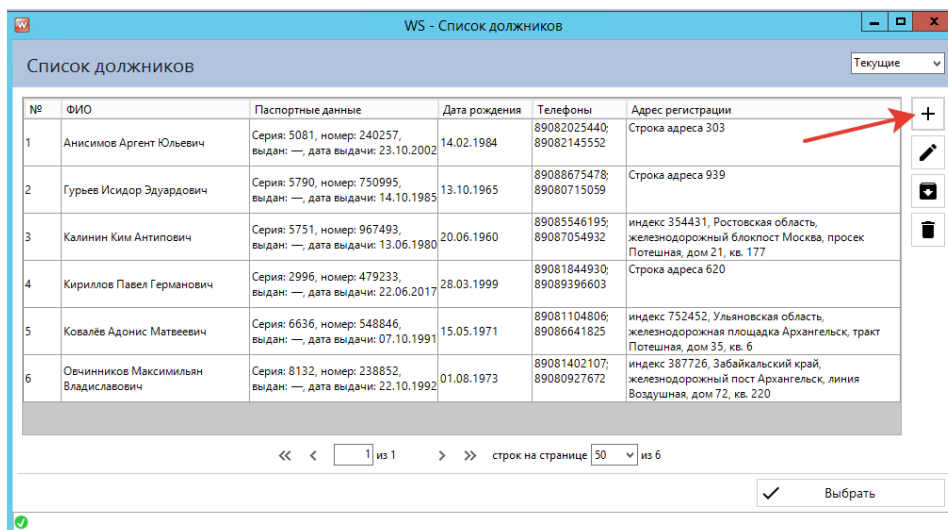 WS - Список должников
Список должников
Текущие
№ ФИО Паспортные данные Дата рождения Телефоны Адрес регистрации
1 Анисимов Аргент Юльевич Серия: 5081, номер: 240257, выдан: —, дата выдачи: 23.10.2002 14.02.1984 89082025440; 89082145552 Строка адреса 303
2 Гурьев Исидор Эдуардович Серия: 5790, номер: 750995, выдан: —, дата выдачи: 14.10.1985 13.10.1965 89088675478; 89080715059 Строка адреса 939
3 Калинин Ким Антипович Серия: 5751, номер: 967493, выдан: —, дата выдачи: 13.06.1980 20.06.1960 89085546195; 89087054932 индекс 354431, Ростовская область, железнодорожный блокпост Москва, просек Потешная, дом 21, кв. 177
4 Кириллов Павел Германович Серия: 2996, номер: 479233, выдан: —, дата выдачи: 22.06.2017 28.03.1999 89081844930; 89089396603 Строка адреса 620
5 Ковалёв Адонис Матвеевич Серия: 6636, номер: 548846, выдан: —, дата выдачи: 07.10.1991 15.05.1971 89081104806; 89086641825 индекс 752452, Ульяновская область, железнодорожная площадка Архангельск, тракт Потешная, дом 35, кв. 6
6 Овчинников Максимильян Владиславович Серия: 8132, номер: 238852, выдан: —, дата выдачи: 22.10.1992 01.08.1973 89081402107; 89080927672 индекс 387726, Забайкальский край, железнодорожный пост Архангельск, линия Воздушная, дом 72, кв. 220
1 из 1 строк на странице 50 из 6
Выбрать